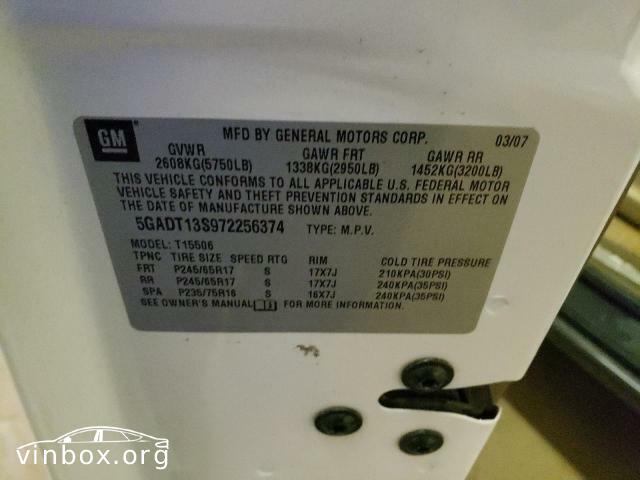 GM MFD BY GENERAL MOTORS CORP. 03/07
GVWR GAWR FRT GAWR RR
2608KG(5750LB) 1338KG(2950LB) 1452KG(3200LB)
THIS VEHICLE CONFORMS TO ALL APPLICABLE U.S. FEDERAL MOTOR
VEHICLE SAFETY AND THEFT PREVENTION STANDARDS IN EFFECT ON
THE DATE OF MANUFACTURE SHOWN ABOVE.
5GADT13S972256374 TYPE: M.P.V.
MODEL: T15506
TPNC TIRE SIZE SPEED RTG RIM COLD TIRE PRESSURE
FRT P245/65R17 S 17X7J 210KPA(30PSI)
RR P245/65R17 S 17X7J 240KPA(35PSI)
SPA P235/75R16 S 16X7J 240KPA(35PSI)
SEE OWNER'S MANUAL FOR MORE INFORMATION.
vinbox.org